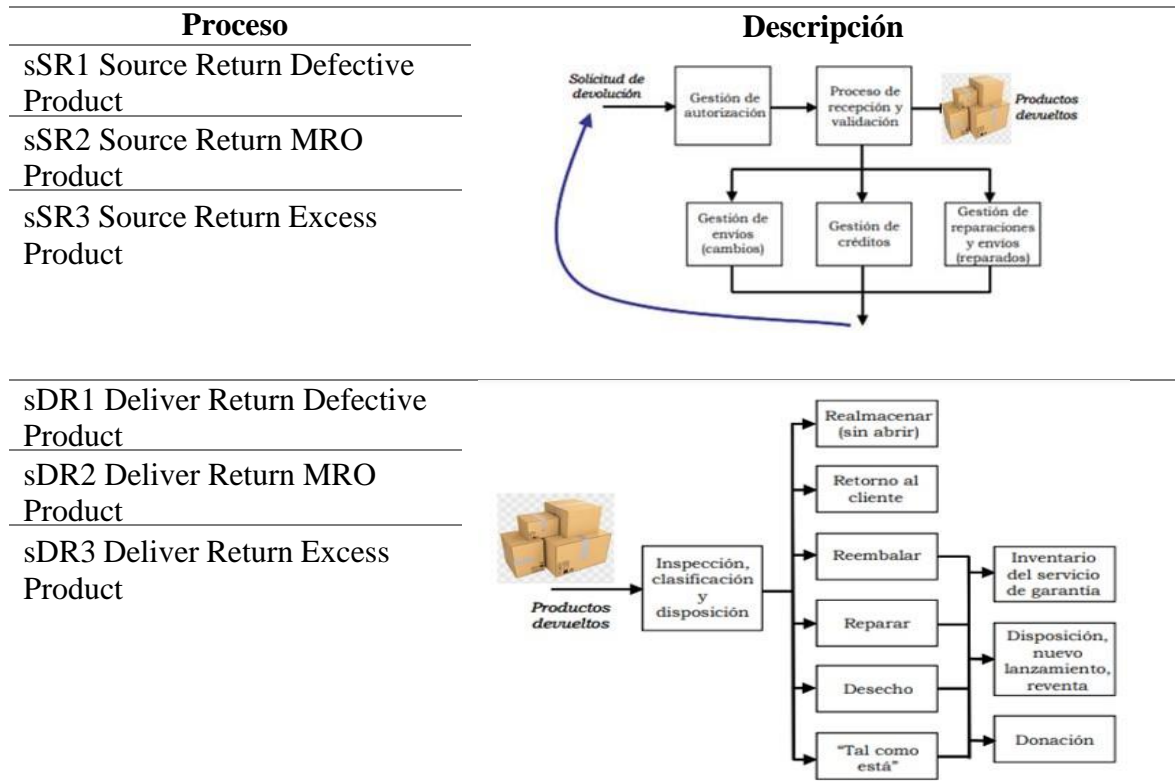 Proceso
Descripción
sSR1 Source Return Defective
Product
sSR2 Source Return MRO
Product
sSR3 Source Return Excess
Product
Solicitud de
devolución
Gestión de
autorización
Proceso de
recepción y
validación
Productos
devueltos
Gestión de
envíos
(cambios)
Gestión de
créditos
Gestión de
reparaciones
y envíos
(reparados)
sDR1 Deliver Return Defective
Product
sDR2 Deliver Return MRO
Product
sDR3 Deliver Return Excess
Product
Productos
devueltos
Inspección,
clasificación
y
disposición
Realmacenar
(sin abrir)
Retorno al
cliente
Reembalar
Reparar
Desecho
"Tal como
está"
Inventario
del servicio
de garantía
Disposición,
nuevo
lanzamiento,
reventa
Donación